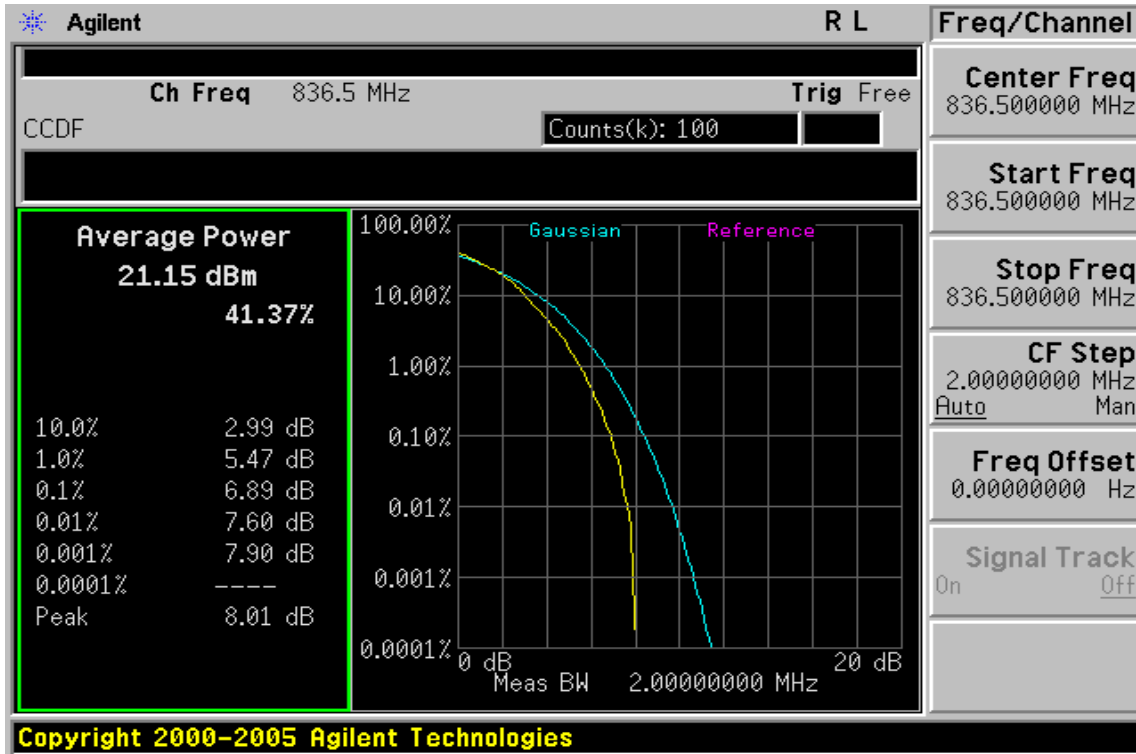 Agilent R L
Ch Freq 836.5 MHz Trig Free
CCDF Counts(k): 100
Average Power
21.15 dBm
41.37%
10.0% 2.99 dB
1.0% 5.47 dB
0.1% 6.89 dB
0.01% 7.60 dB
0.001% 7.90 dB
0.0001% ----
Peak 8.01 dB
Gaussian Reference
100.00%
10.00%
1.00%
0.10%
0.01%
0.001%
0.0001%
0 dB 20 dB
Meas BW 2.00000000 MHz
Freq/Channel
Center Freq
836.500000 MHz
Start Freq
836.500000 MHz
Stop Freq
836.500000 MHz
CF Step
2.00000000 MHz
Auto Man
Freq Offset
0.00000000 Hz
Signal Track
On Off
Copyright 2000-2005 Agilent Technologies